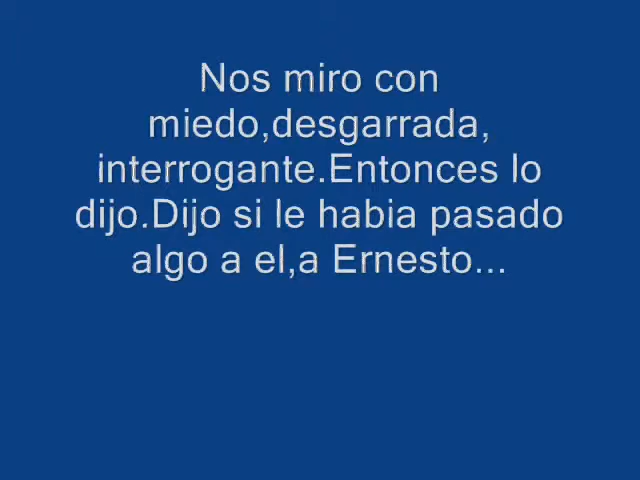 Nos miro con
miedo,desgarrada,
interrogante.Entonces lo
dijo.Dijo si le habia pasado
algo a el,a Ernesto...